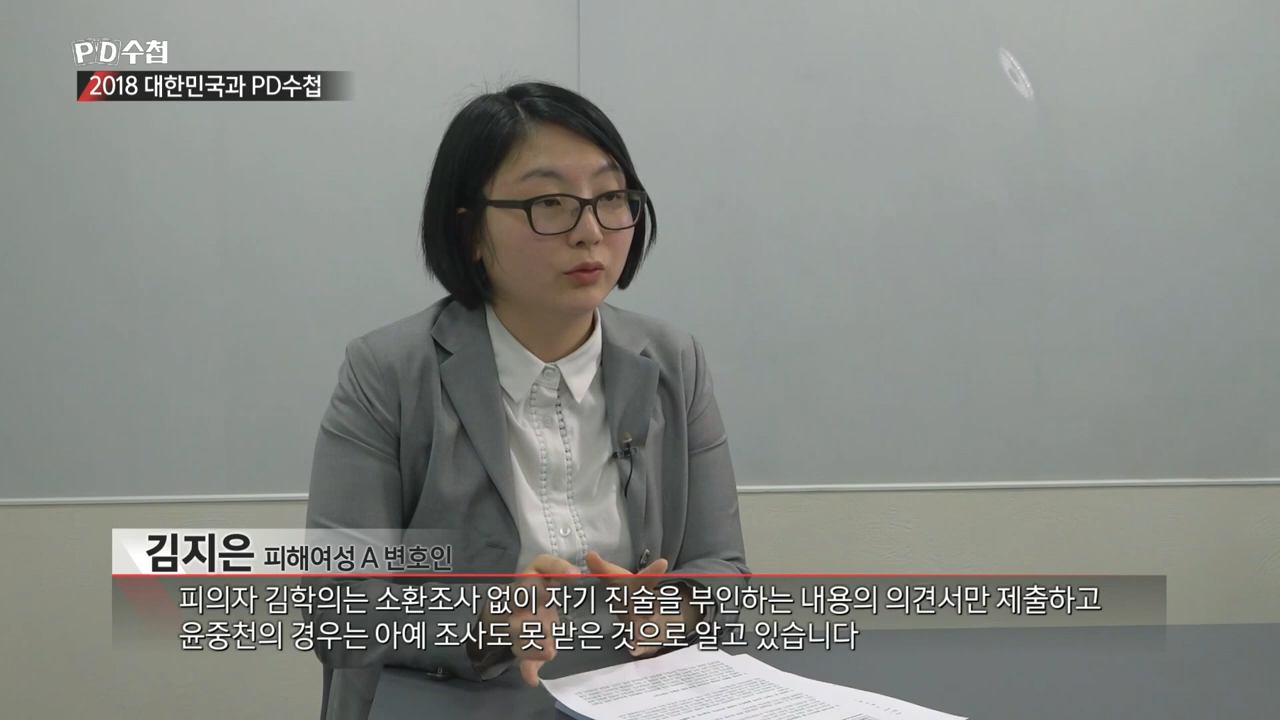 PD수첩
2018 대한민국과 PD수첩
김지은 피해여성 A 변호인
피의자 김학의는 소환조사 없이 자기 진술을 부인하는 내용의 의견서만 제출하고
윤중천의 경우는 아예 조사도 못 받은 것으로 알고 있습니다